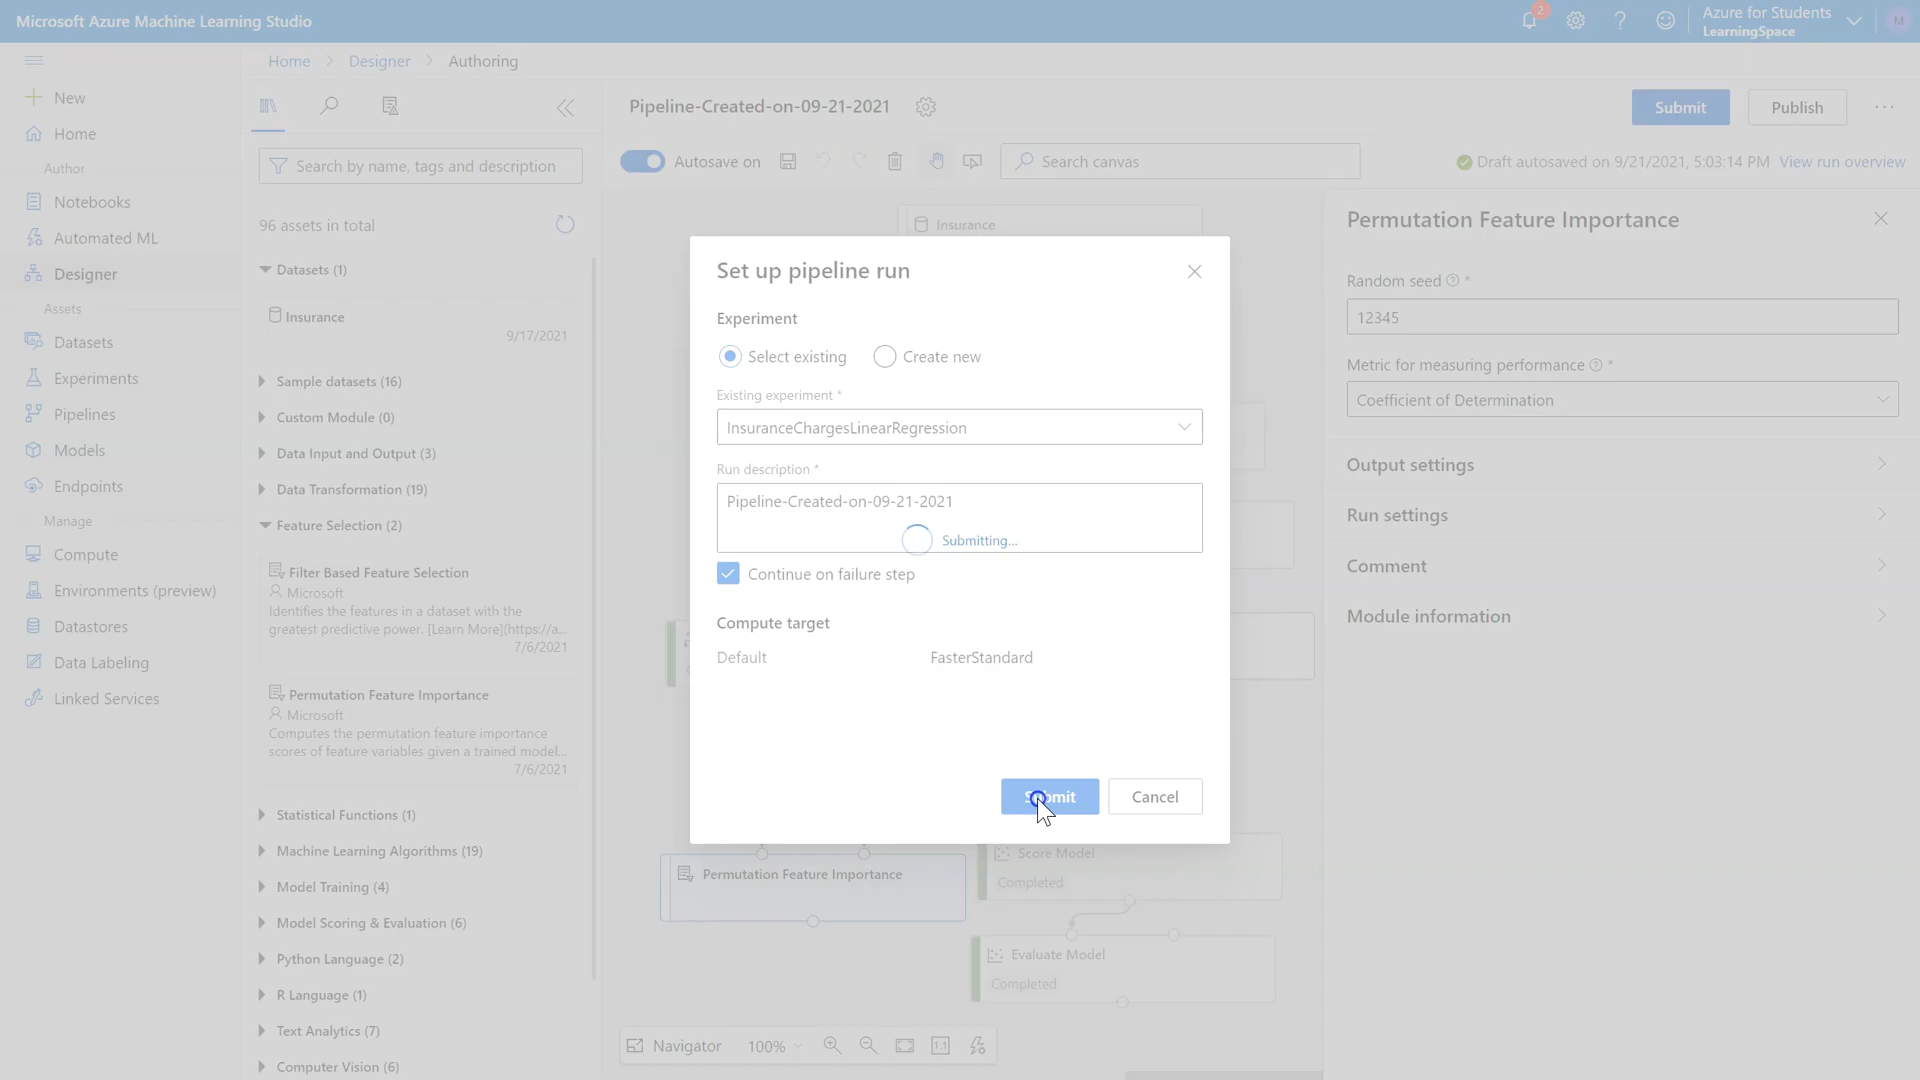 Microsoft Azure Machine Learning Studio
2
Azure for Students
LearningSpace
M
New
Home
Author
Notebooks
Automated ML
Designer
Assets
Datasets
Experiments
Pipelines
Models
Endpoints
Manage
Compute
Environments (preview)
Datastores
Data Labeling
Linked Services
Home > Designer > Authoring
Search by name, tags and description
96 assets in total
Datasets (1)
Insurance
9/17/2021
Sample datasets (16)
Custom Module (0)
Data Input and Output (3)
Data Transformation (19)
Feature Selection (2)
Filter Based Feature Selection
Microsoft
Identifies the features in a dataset with the
greatest predictive power. [Learn More](https://a...
7/6/2021
Permutation Feature Importance
Microsoft
Computes the permutation feature importance
scores of feature variables given a trained model...
7/6/2021
Statistical Functions (1)
Machine Learning Algorithms (19)
Model Training (4)
Model Scoring & Evaluation (6)
Python Language (2)
R Language (1)
Text Analytics (7)
Computer Vision (6)
Pipeline-Created-on-09-21-2021
Submit
Publish
Autosave on
Search canvas
Draft autosaved on 9/21/2021, 5:03:14 PM
View run overview
Insurance
Set up pipeline run
Experiment
Select existing
Create new
Existing experiment *
InsuranceChargesLinearRegression
Run description *
Pipeline-Created-on-09-21-2021
Submitting...
Continue on failure step
Compute target
Default
FasterStandard
Submit
Cancel
Permutation Feature Importance
Score Model
Completed
Evaluate Model
Completed
Navigator
100%
1:1
Permutation Feature Importance
Random seed *
12345
Metric for measuring performance *
Coefficient of Determination
Output settings
Run settings
Comment
Module information